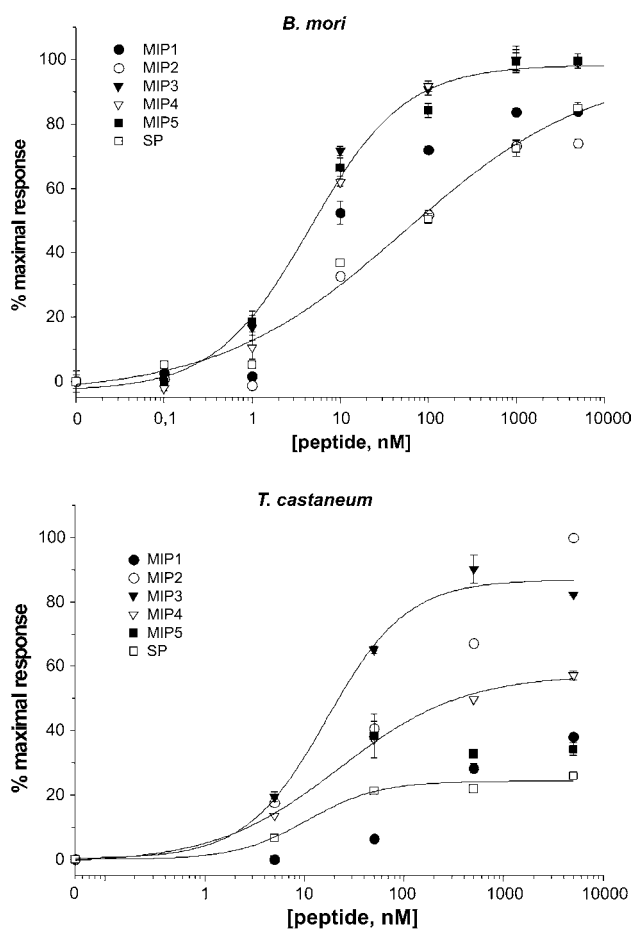 B. mori
MIP1
MIP2
MIP3
MIP4
MIP5
SP
% maximal response
100
80
60
40
20
0
0 0,1 1 10 100 1000 10000
[peptide, nM]
T. castaneum
MIP1
MIP2
MIP3
MIP4
MIP5
SP
% maximal response
100
80
60
40
20
0
0 1 10 100 1000 10000
[peptide, nM]